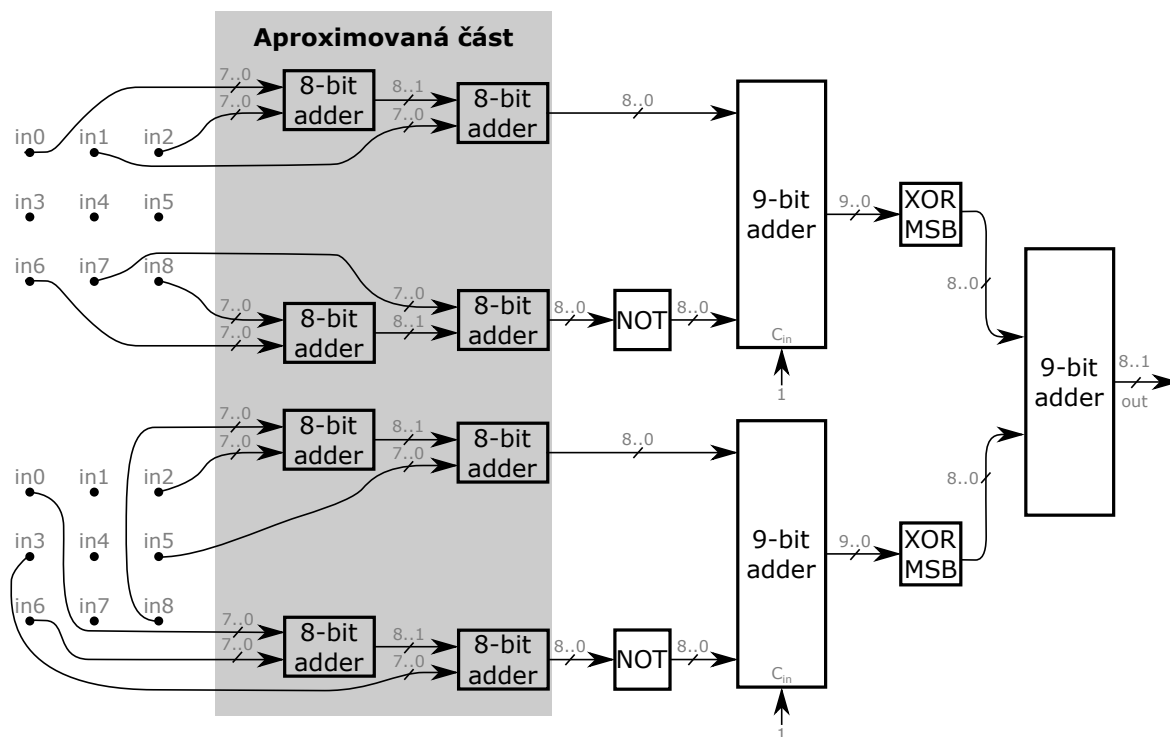 Aproximovaná část
7..0
7..0
8-bit
adder
8..1
7..0
8-bit
adder
8..0
in0 in1 in2
in3 in4 in5
in6 in7 in8
9-bit
adder
9..0
XOR
MSB
8..0
7..0
7..0
8-bit
adder
7..0
8..1
8-bit
adder
8..0
NOT
8..0
Cin
1
9-bit
adder
8..1
out
7..0
7..0
8-bit
adder
8..1
7..0
8-bit
adder
8..0
in0 in1 in2
in3 in4 in5
in6 in7 in8
9-bit
adder
9..0
XOR
MSB
8..0
7..0
7..0
8-bit
adder
8..1
7..0
8-bit
adder
8..0
NOT
8..0
Cin
1